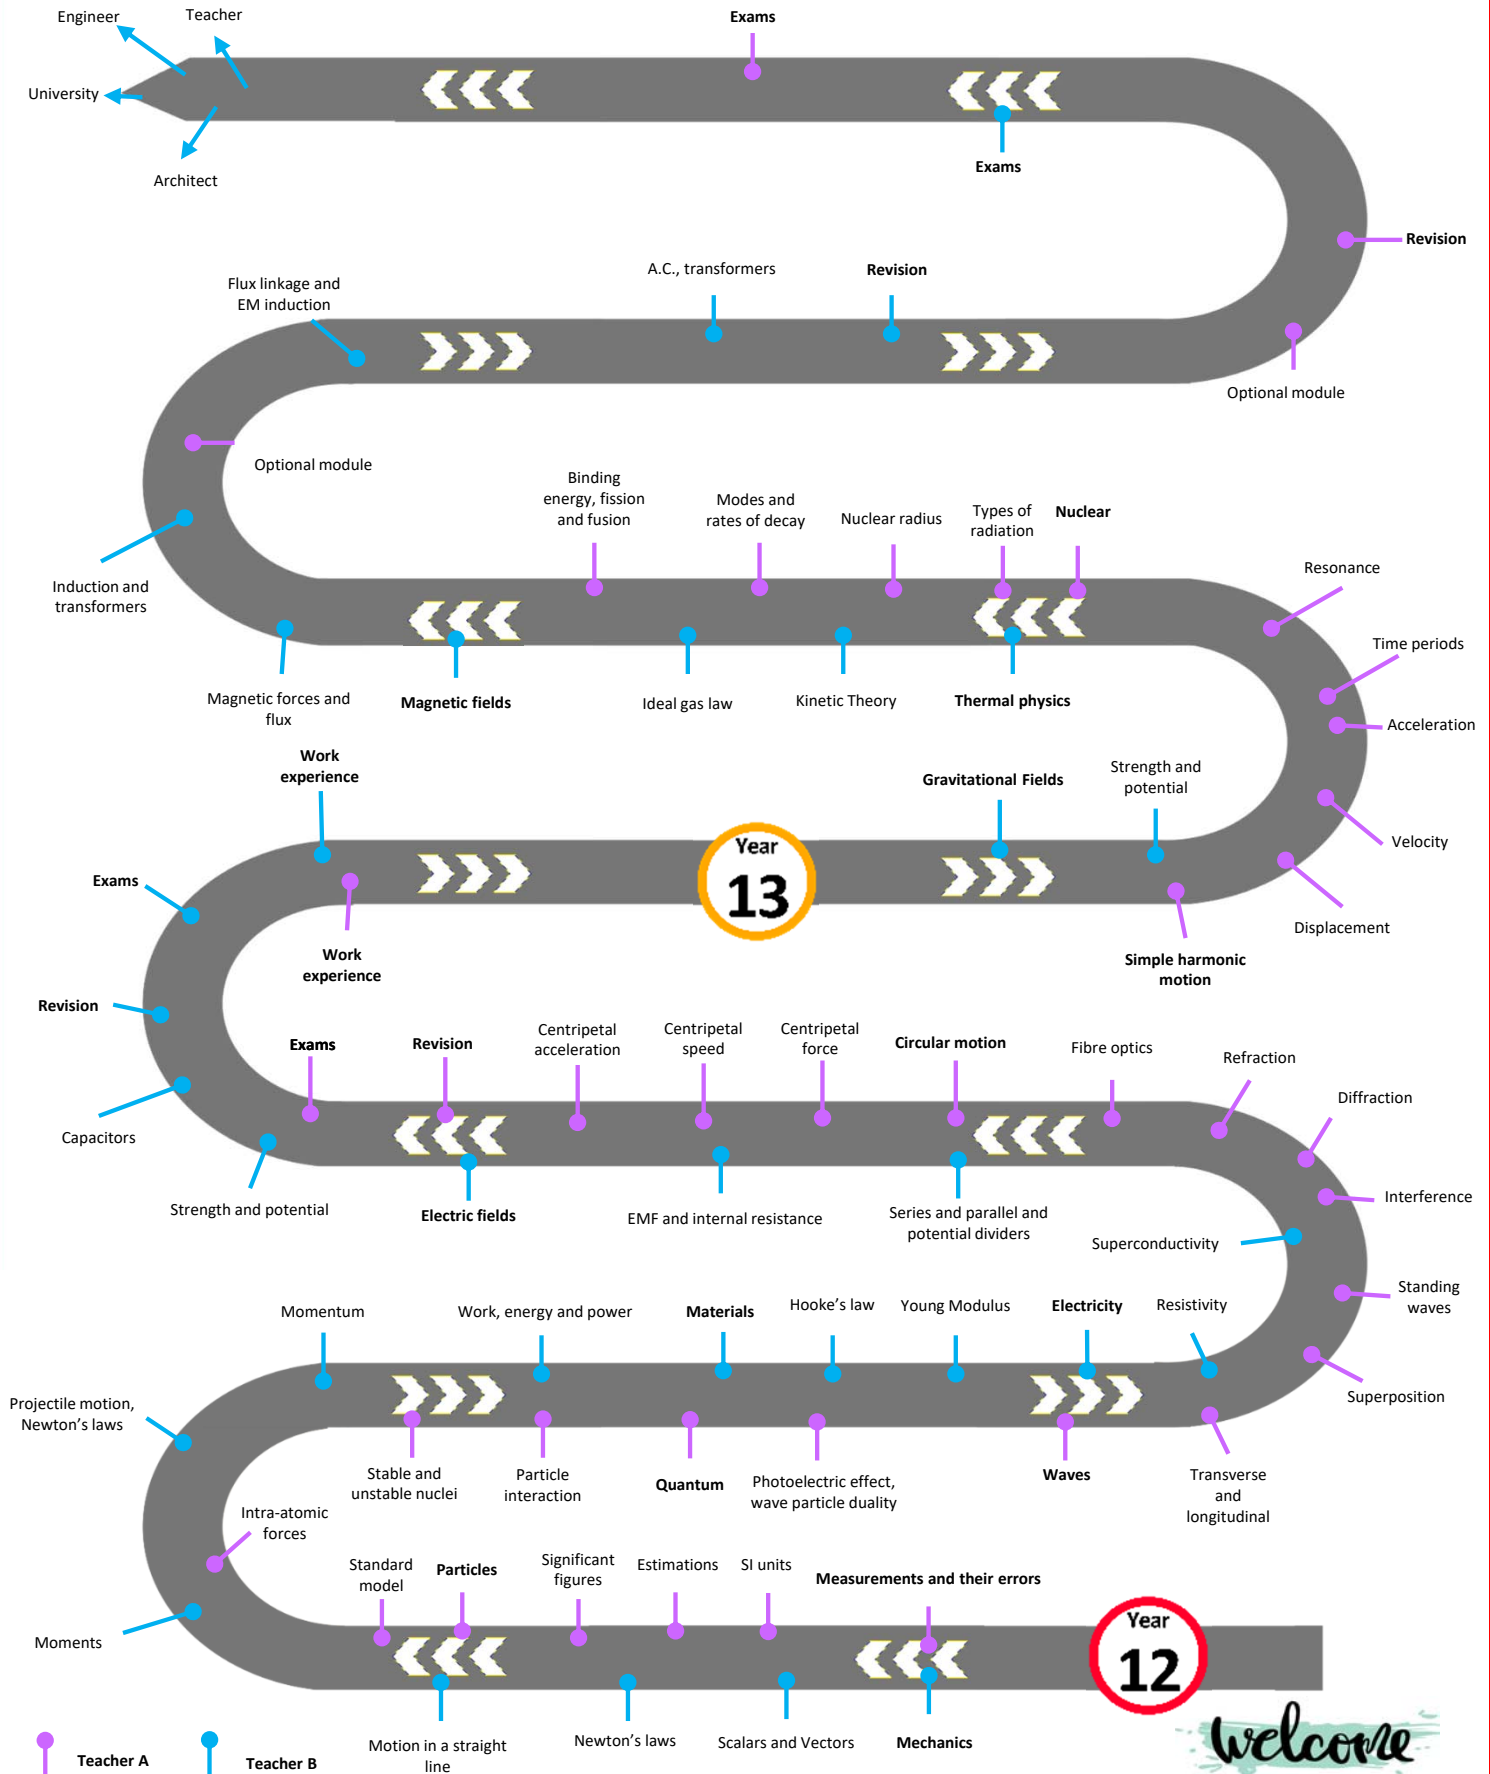 Engineer
Teacher
Exams
University
Exams
Architect
Revision
Flux linkage and
EM induction
A.C., transformers
Revision
Optional module
Optional module
Binding
energy, fission
and fusion
Modes and
rates of decay
Nuclear radius
Types of
radiation
Nuclear
Resonance
Induction and
transformers
Time periods
Magnetic forces and
flux
Magnetic fields
Ideal gas law
Kinetic Theory
Thermal physics
Acceleration
Work
experience
Gravitational Fields
Strength and
potential
Velocity
Year
13
Exams
Displacement
Work
experience
Simple harmonic
motion
Revision
Exams
Revision
Centripetal
acceleration
Centripetal
speed
Centripetal
force
Circular motion
Fibre optics
Refraction
Diffraction
Capacitors
Interference
Strength and potential
Electric fields
EMF and internal resistance
Series and parallel and
potential dividers
Superconductivity
Standing
waves
Momentum
Work, energy and power
Materials
Hooke’s law
Young Modulus
Electricity
Resistivity
Superposition
Projectile motion,
Newton’s laws
Stable and
unstable nuclei
Particle
interaction
Quantum
Photoelectric effect,
wave particle duality
Waves
Transverse
and
longitudinal
Intra-atomic
forces
Standard
model
Particles
Significant
figures
Estimations
SI units
Measurements and their errors
Year
12
Moments
Motion in a straight
line
Newton’s laws
Scalars and Vectors
Mechanics
welcome
Teacher A
Teacher B